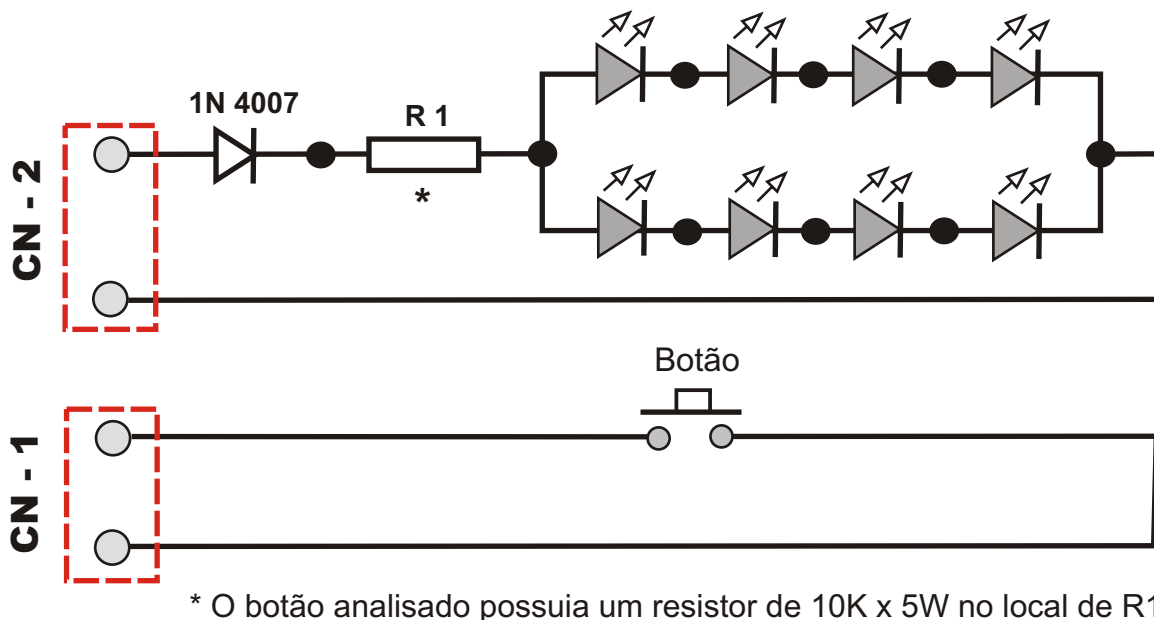 1N 4007
R 1
*
CN - 2
Botão
CN - 1
* O botão analisado possuia um resistor de 10K x 5W no local de R1